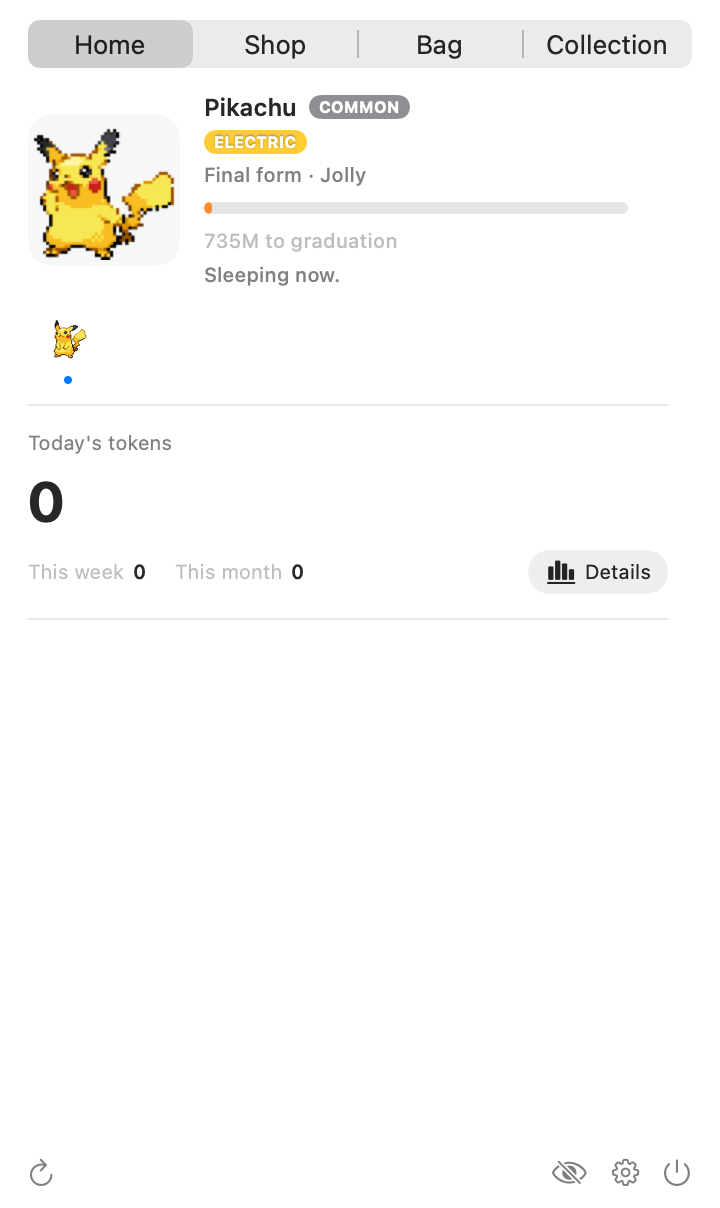 Home Shop Bag Collection
Pikachu COMMON
ELECTRIC
Final form · Jolly
735M to graduation
Sleeping now.
Today's tokens
0
This week 0 This month 0 Details